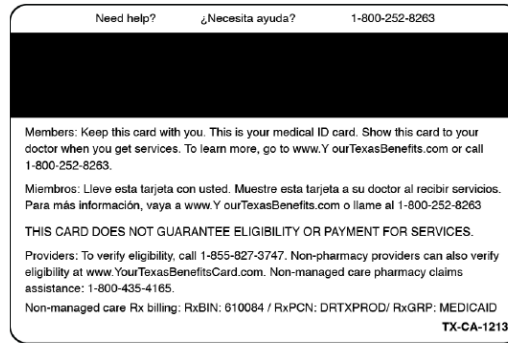 Need help? ¿Necesita ayuda? 1-800-252-8263
Members: Keep this card with you. This is your medical ID card. Show this card to your
doctor when you get services. To learn more, go to www.Y ourTexasBenefits.com or call
1-800-252-8263.
Miembros: Lleve esta tarjeta con usted. Muestre esta tarjeta a su doctor al recibir servicios.
Para más información, vaya a www.Y ourTexasBenefits.com o llame al 1-800-252-8263
THIS CARD DOES NOT GUARANTEE ELIGIBILITY OR PAYMENT FOR SERVICES.
Providers: To verify eligibility, call 1-855-827-3747. Non-pharmacy providers can also verify
eligibility at www.YourTexasBenefitsCard.com. Non-managed care pharmacy claims
assistance: 1-800-435-4165.
Non-managed care Rx billing: RxBIN: 610084 / RxPCN: DRTXPROD/ RxGRP: MEDICAID
TX-CA-1213